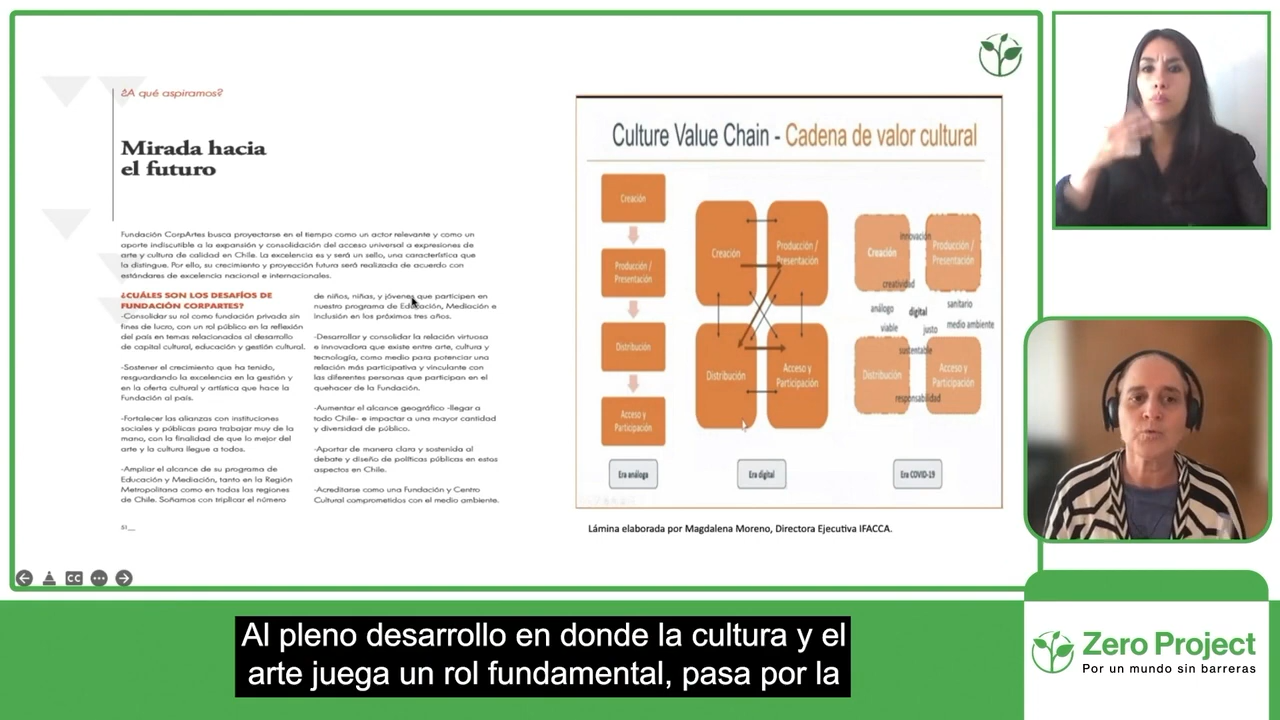 ¿A qué aspiramos?
Mirada hacia
el futuro
Fundación CorpArtes busca proyectarse en el tiempo como un actor relevante y como un
aporte indiscutible a la expansión y consolidación del acceso universal a expresiones de
arte y cultura de calidad en Chile. La excelencia es y será un sello, una característica que
la distingue. Por ello, su crecimiento y proyección futura será realizada de acuerdo con
estándares de excelencia nacional e internacionales.
¿CUÁLES SON LOS DESAFÍOS DE
FUNDACIÓN CORPARTES?
-Consolidar su rol como fundación privada sin
fines de lucro, con un rol público en la reflexión
del país en temas relacionados al desarrollo
de capital cultural, educación y gestión cultural.
-Sostener el crecimiento que ha tenido,
resguardando la excelencia en la gestión y
en la oferta cultural y artística que hace la
Fundación al país.
-Fortalecer las alianzas con instituciones
sociales y públicas para trabajar muy de la
mano, con la finalidad de que lo mejor del
arte y la cultura llegue a todos.
-Ampliar el alcance de su programa de
Educación y Mediación, tanto en la Región
Metropolitana como en todas las regiones
de Chile. Soñamos con triplicar el número
de niños, niñas, y jóvenes que participen en
nuestro programa de Educación, Mediación e
Inclusión en los próximos tres años.
-Desarrollar y consolidar la relación virtuosa
e innovadora que existe entre arte, cultura y
tecnología, como medio para potenciar una
relación más participativa y vinculante con
las diferentes personas que participan en el
quehacer de la Fundación.
-Aumentar el alcance geográfico -llegar a
todo Chile- e impactar a una mayor cantidad
y diversidad de público.
-Aportar de manera clara y sostenida al
debate y diseño de políticas públicas en estos
aspectos en Chile.
-Acreditarse como una Fundación y Centro
Cultural comprometidos con el medio ambiente.
51__
Culture Value Chain - Cadena de valor cultural
Creación
Producción /
Presentación
Distribución
Acceso y
Participación
Era análoga
Creación
Producción /
Presentación
Distribución
Acceso y
Participación
Era digital
Creación
innovación
Producción /
Presentación
creatividad
análogo
digital
sanitario
viable
justo
medio ambiente
sustentable
Distribución
Acceso y
Participación
responsabilidad
Era COVID-19
Lámina elaborada por Magdalena Moreno, Directora Ejecutiva IFACCA.
CC
Al pleno desarrollo en donde la cultura y el
arte juega un rol fundamental, pasa por la
Zero Project
Por un mundo sin barreras